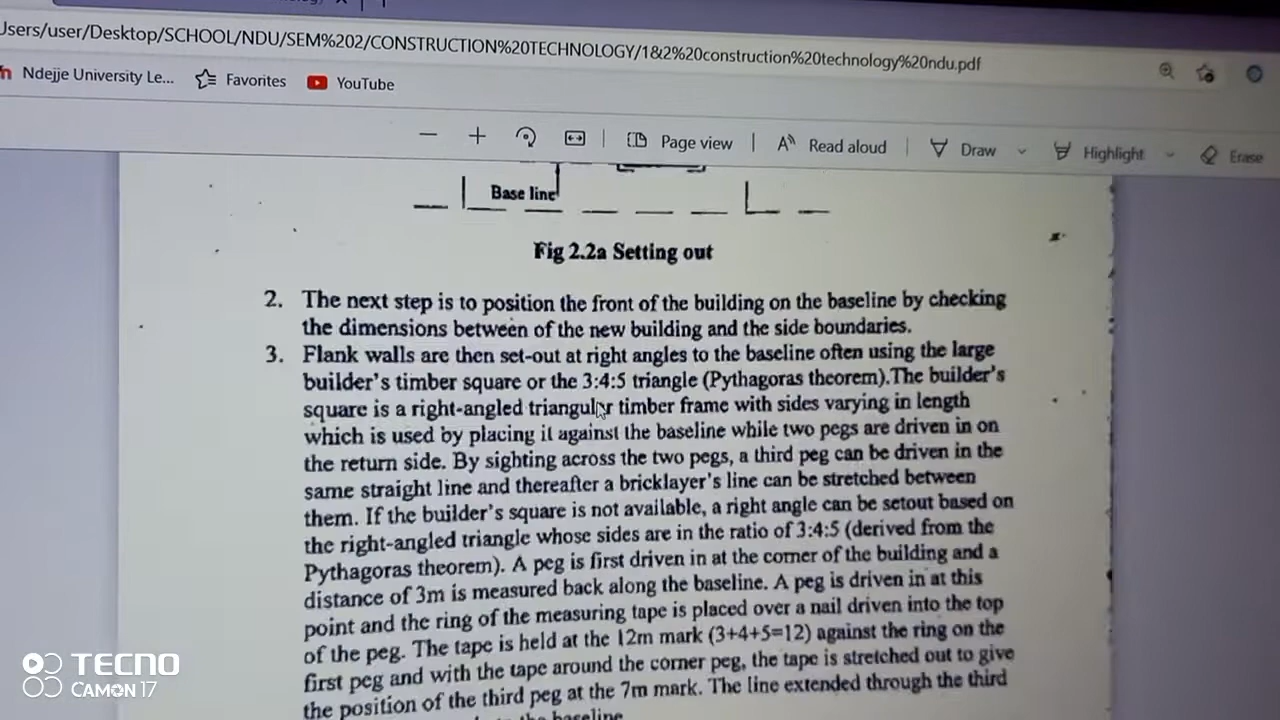 Jsers/user/Desktop/SCHOOL/NDU/SEM%202/CONSTRUCTION%20TECHNOLOGY/1&2%20construction%20technology%20ndu.pdf
Ndejje University Le... Favorites YouTube
Page view Read aloud Draw Highlight Erase
Base line
Fig 2.2a Setting out
2. The next step is to position the front of the building on the baseline by checking
the dimensions between of the new building and the side boundaries.
3. Flank walls are then set-out at right angles to the baseline often using the large
builder's timber square or the 3:4:5 triangle (Pythagoras theorem).The builder's
square is a right-angled triangular timber frame with sides varying in length
which is used by placing it against the baseline while two pegs are driven in on
the return side. By sighting across the two pegs, a third peg can be driven in the
same straight line and thereafter a bricklayer's line can be stretched between
them. If the builder's square is not available, a right angle can be setout based on
the right-angled triangle whose sides are in the ratio of 3:4:5 (derived from the
Pythagoras theorem). A peg is first driven in at the corner of the building and a
distance of 3m is measured back along the baseline. A peg is driven in at this
point and the ring of the measuring tape is placed over a nail driven into the top
of the peg. The tape is held at the 12m mark (3+4+5=12) against the ring on the
first peg and with the tape around the corner peg, the tape is stretched out to give
the position of the third peg at the 7m mark. The line extended through the third
the baseline
TECNO
CAMON 17